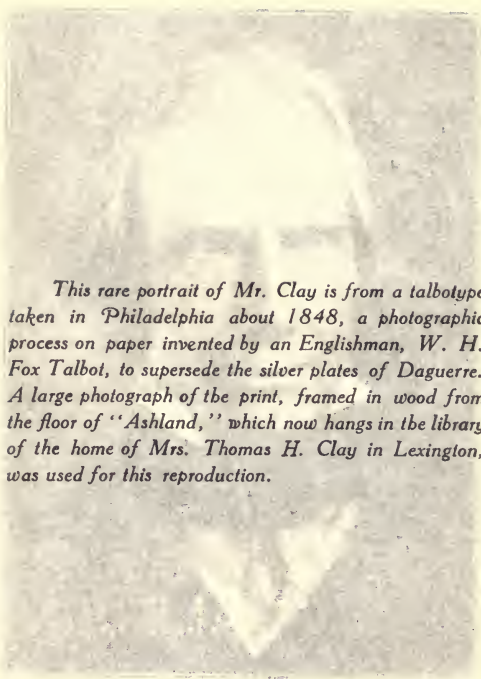 This rare portrait of Mr. Clay is from a talbotype
taken in Philadelphia about 1848, a photographic
process on paper invented by an Englishman, W. H.
Fox Talbot, to supersede the silver plates of Daguerre.
A large photograph of the print, framed in wood from
the floor of "Ashland," which now hangs in the library
of the home of Mrs. Thomas H. Clay in Lexington,
was used for this reproduction.